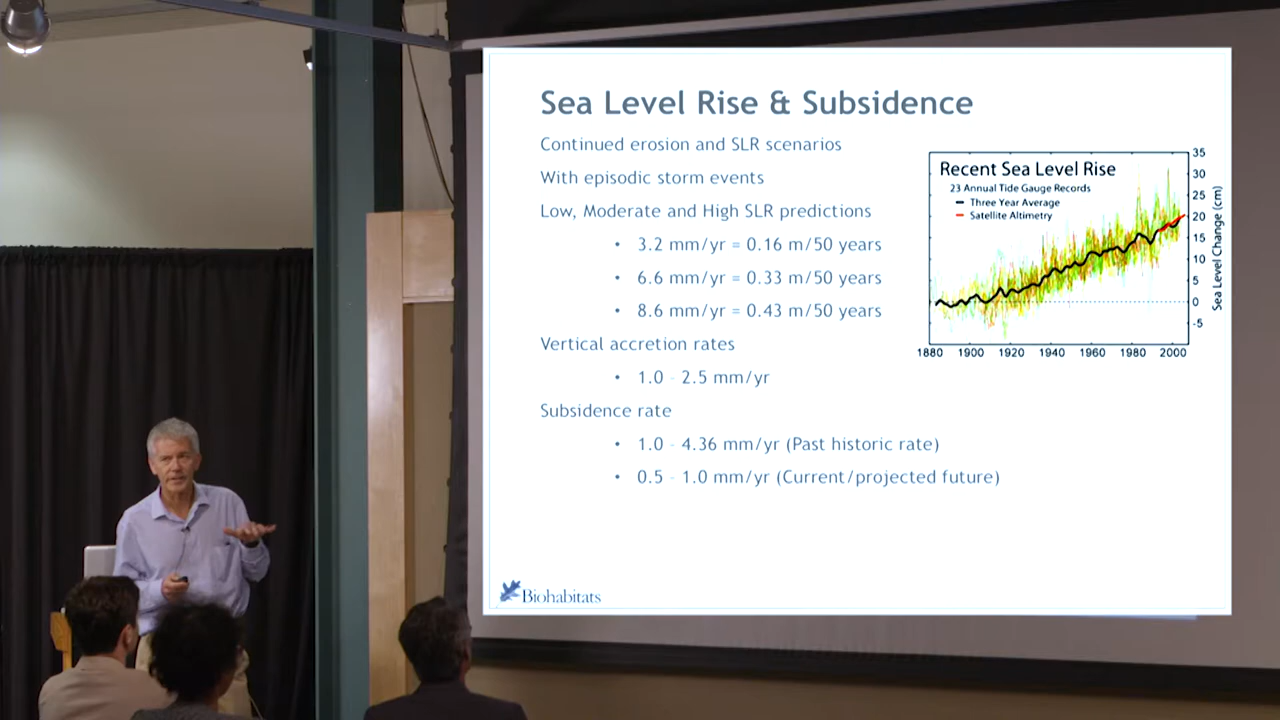 Sea Level Rise & Subsidence
Continued erosion and SLR scenarios
With episodic storm events
Low, Moderate and High SLR predictions
• 3.2 mm/yr = 0.16 m/50 years
• 6.6 mm/yr = 0.33 m/50 years
• 8.6 mm/yr = 0.43 m/50 years
Vertical accretion rates
• 1.0 - 2.5 mm/yr
Subsidence rate
• 1.0 - 4.36 mm/yr (Past historic rate)
• 0.5 - 1.0 mm/yr (Current/projected future)
Recent Sea Level Rise
23 Annual Tide Gauge Records
Three Year Average
Satellite Altimetry
35
30
25
20
15
10
5
0
-5
Sea Level Change (cm)
1880 1900 1920 1940 1960 1980 2000
Biohabitats